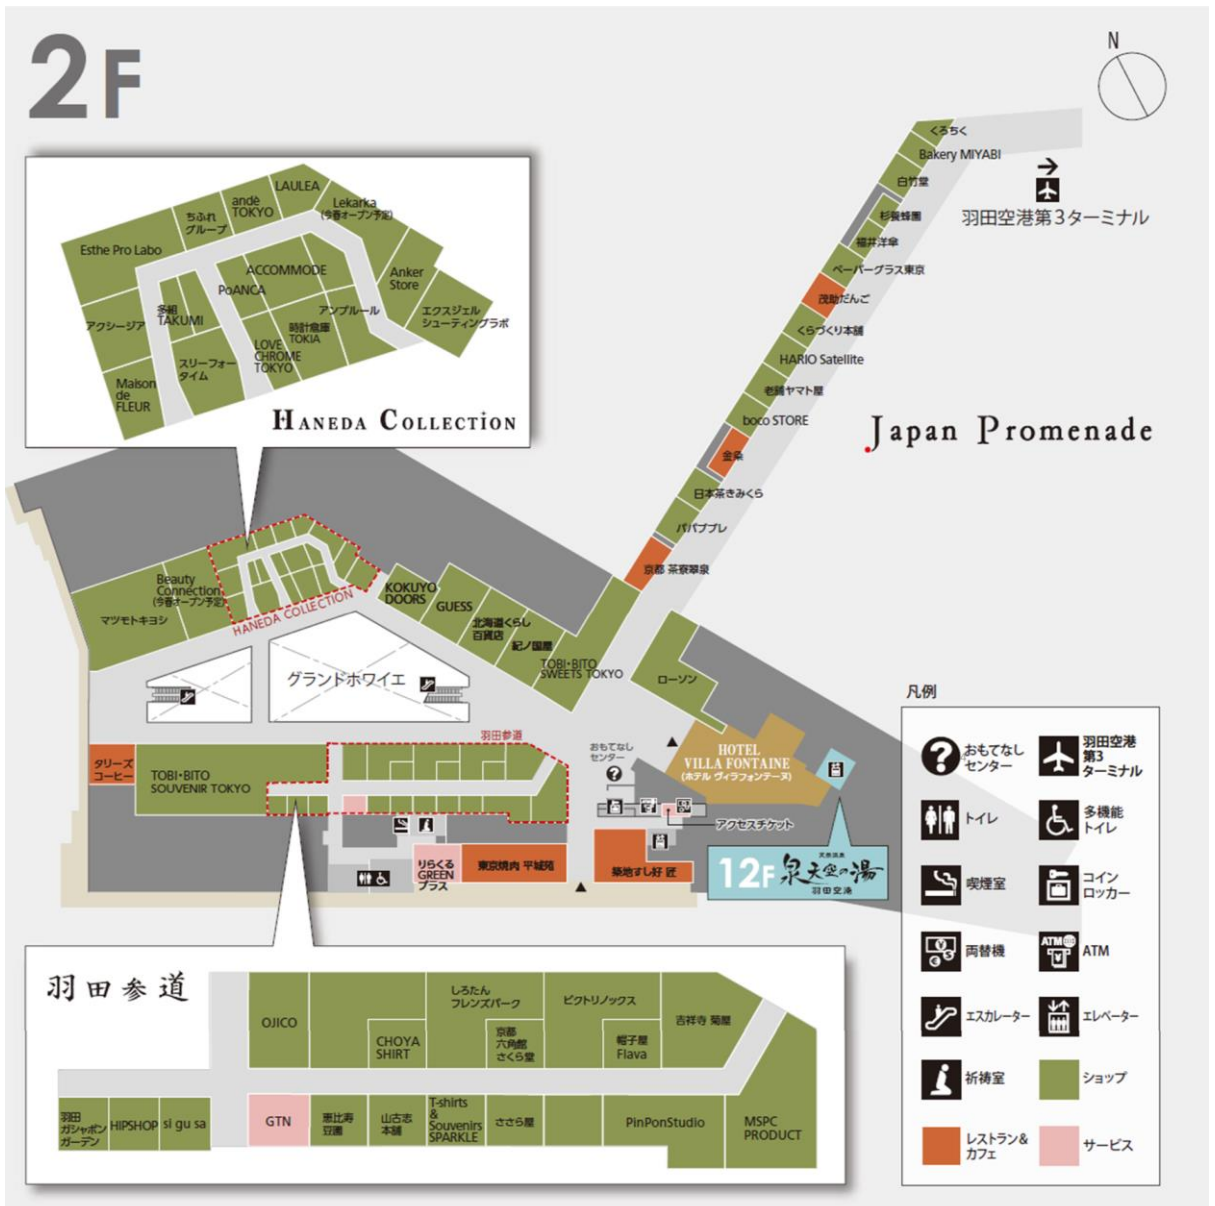 2F
N
LAULEA
andè
TOKYO
Lekarka
(今春オープン予定)
ちふれ
グループ
Esthe Pro Labo
ACCOMMODE
Anker
Store
PoANCA
エクスジェル
シューティングラボ
アクシージア
多組
TAKUMI
アンプルール
時計倉庫
TOKIA
LOVE
CHROME
TOKYO
スリーフォー
タイム
Maison
de
FLEUR
HANEDA COLLECTION
くろちく
Bakery MIYABI
白竹堂
杉養蜂園
福井洋傘
ペーパーグラス東京
茂助だんご
くらづくり本舗
HARIO Satellite
老舗ヤマト屋
boco STORE
金粂
日本茶きみくら
パパブブレ
京都 茶寮翠泉
羽田空港第3ターミナル
Japan Promenade
Beauty
Connection
(今春オープン予定)
マツモトキヨシ
HANEDA COLLECTION
KOKUYO
DOORS
GUESS
北海道くらし
百貨店
紀ノ国屋
TOBI・BITO
SWEETS TOKYO
ローソン
グランドホワイエ
羽田参道
タリーズ
コーヒー
TOBI・BITO
SOUVENIR TOKYO
おもてなし
センター
HOTEL
VILLA FONTAINE
(ホテル ヴィラフォンテーヌ)
アクセスチケット
りらくる
GREEN
プラス
東京焼肉 平城苑
築地すし好 匠
12F
天然温泉
泉天空の湯
羽田空港
凡例
おもてなし
センター
羽田空港
第3
ターミナル
トイレ
多機能
トイレ
喫煙室
コイン
ロッカー
両替機
ATM
ATM
エスカレーター
エレベーター
祈祷室
ショップ
レストラン&
カフェ
サービス
羽田参道
OJICO
CHOYA
SHIRT
しろたん
フレンズパーク
京都
六角館
さくら堂
ビクトリノックス
帽子屋
Flava
吉祥寺 菊屋
羽田
ガシャポン
ガーデン
HIPSHOP
si gu sa
GTN
恵比寿
豆園
山古志
本舗
T-shirts
&
Souvenirs
SPARKLE
ささら屋
PinPonStudio
MSPC
PRODUCT